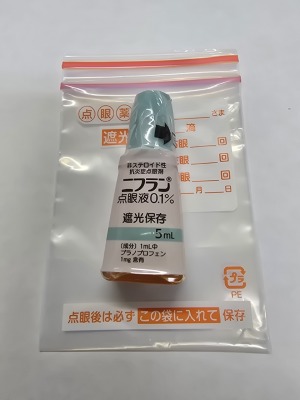 点眼薬
さま
遮光
眼 回
眼 回
月 日
非ステロイド性
抗炎症点眼剤
ニフラン®
点眼液0.1%
遮光保存
5mL
(成分) 1mL中
プラノプロフェン
1mg 含有
プラ
PE
点眼後は必ず この袋に入れて 保存